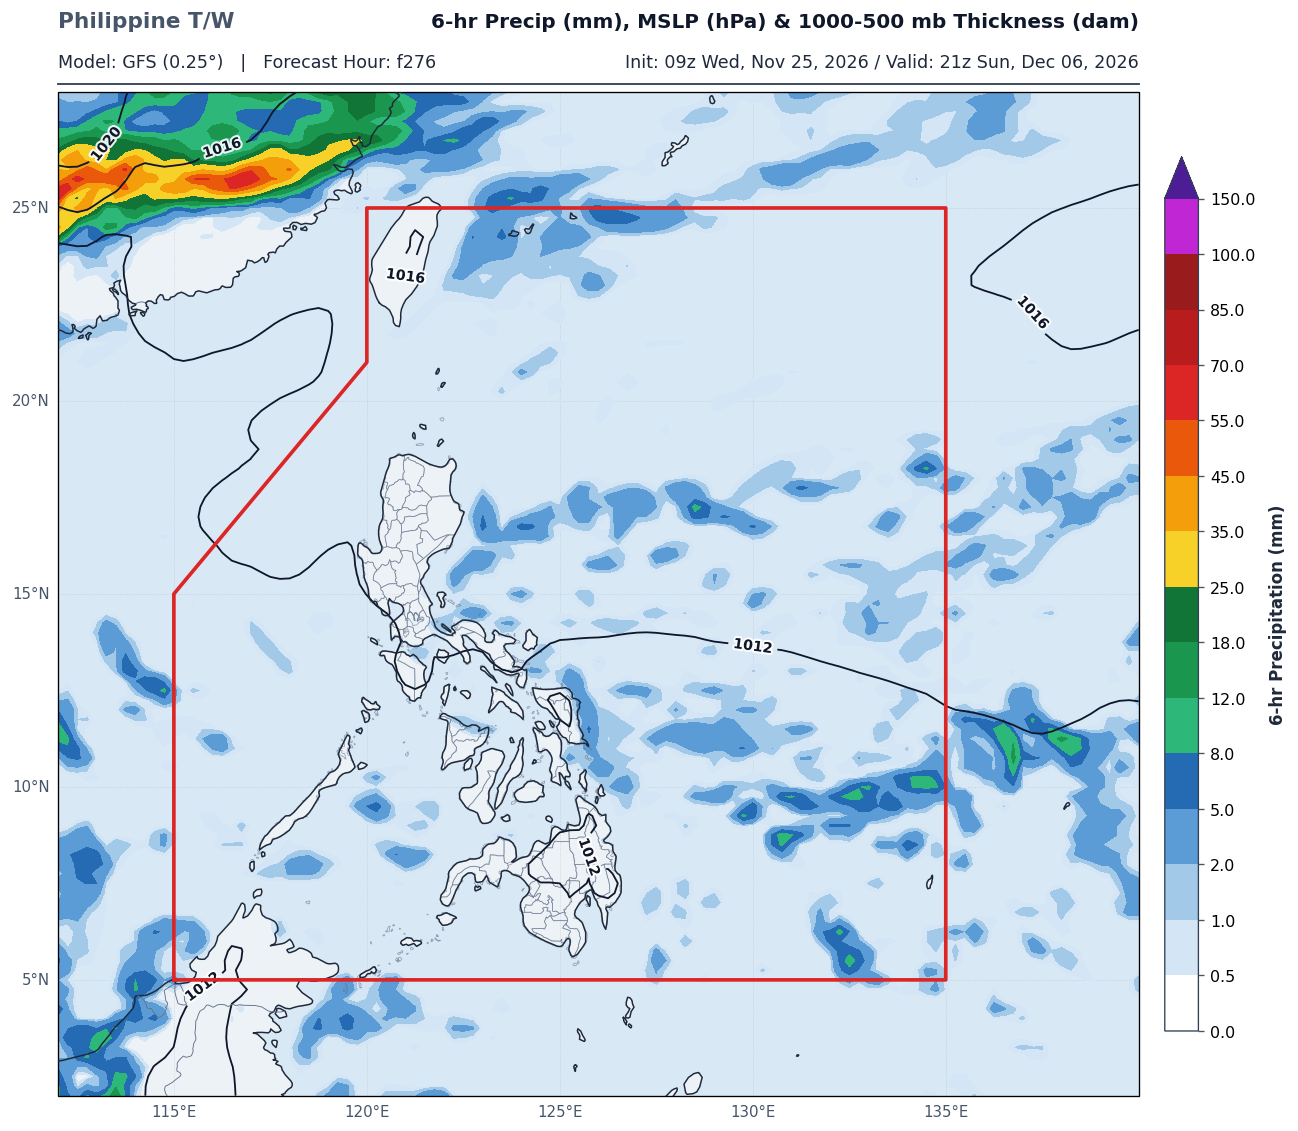 Philippine T/W
6-hr Precip (mm), MSLP (hPa) & 1000-500 mb Thickness (dam)
Model: GFS (0.25°) | Forecast Hour: f276
Init: 09z Wed, Nov 25, 2026 / Valid: 21z Sun, Dec 06, 2026
1020
1016
1016
1016
1012
1012
1012
25°N
20°N
15°N
10°N
5°N
115°E
120°E
125°E
130°E
135°E
150.0
100.0
85.0
70.0
55.0
45.0
35.0
25.0
18.0
12.0
8.0
5.0
2.0
1.0
0.5
0.0
6-hr Precipitation (mm)